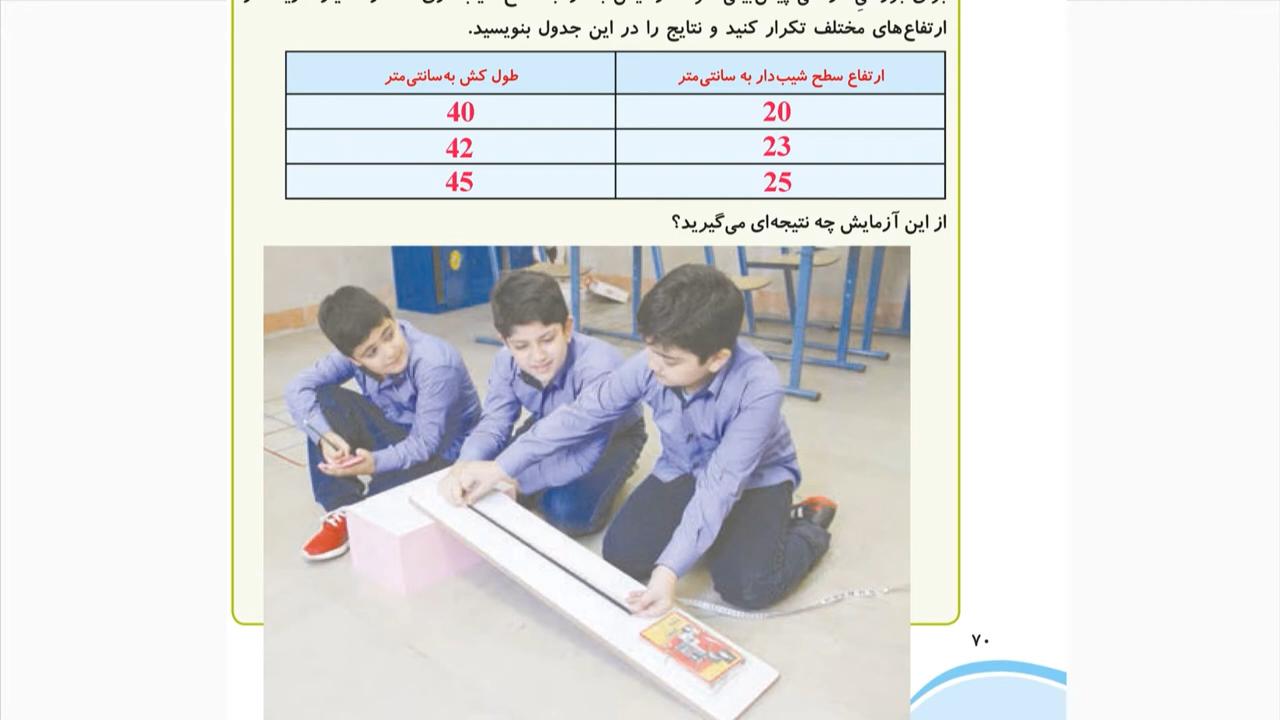 ارتفاع‌های مختلف تکرار کنید و نتایج را در این جدول بنویسید.
ارتفاع سطح شیب‌دار به سانتی‌متر	طول کش به‌سانتی‌متر
20	40
23	42
25	45
از این آزمایش چه نتیجه‌ای می‌گیرید؟
۷۰